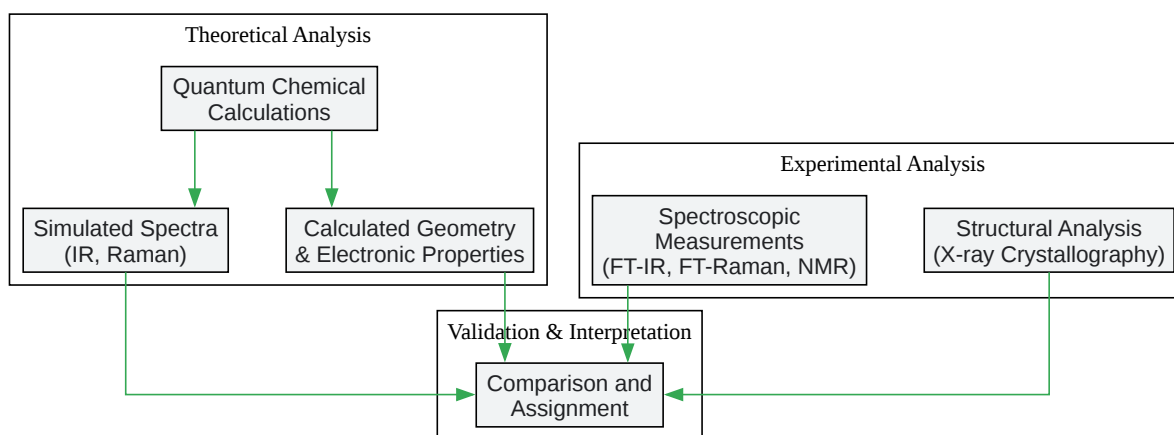 Theoretical Analysis
Quantum Chemical
Calculations
Simulated Spectra
(IR, Raman)
Calculated Geometry
& Electronic Properties
Experimental Analysis
Spectroscopic
Measurements
(FT-IR, FT-Raman, NMR)
Structural Analysis
(X-ray Crystallography)
Validation & Interpretation
Comparison and
Assignment